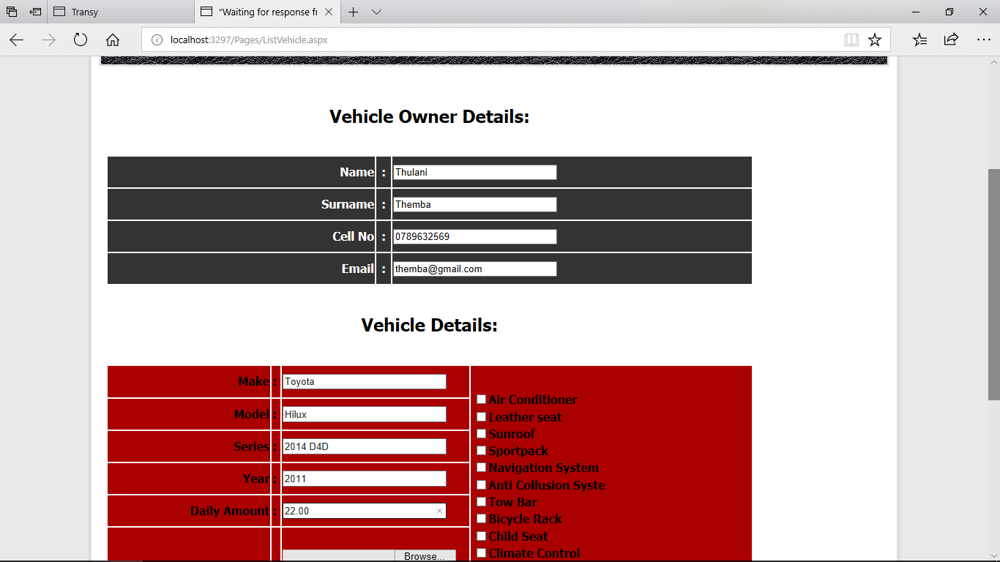 Transy
"Waiting for response fr
localhost:3297/Pages/ListVehicle.aspx
Vehicle Owner Details:
Name : Thulani
Surname : Themba
Cell No : 0789632569
Email : themba@gmail.com
Vehicle Details:
Make : Toyota
Model : Hilux
Series : 2014 D4D
Year : 2011
Daily Amount : 22.00
Browse...
Air Conditioner
Leather seat
Sunroof
Sportpack
Navigation System
Anti Collusion Syste
Tow Bar
Bicycle Rack
Child Seat
Climate Control